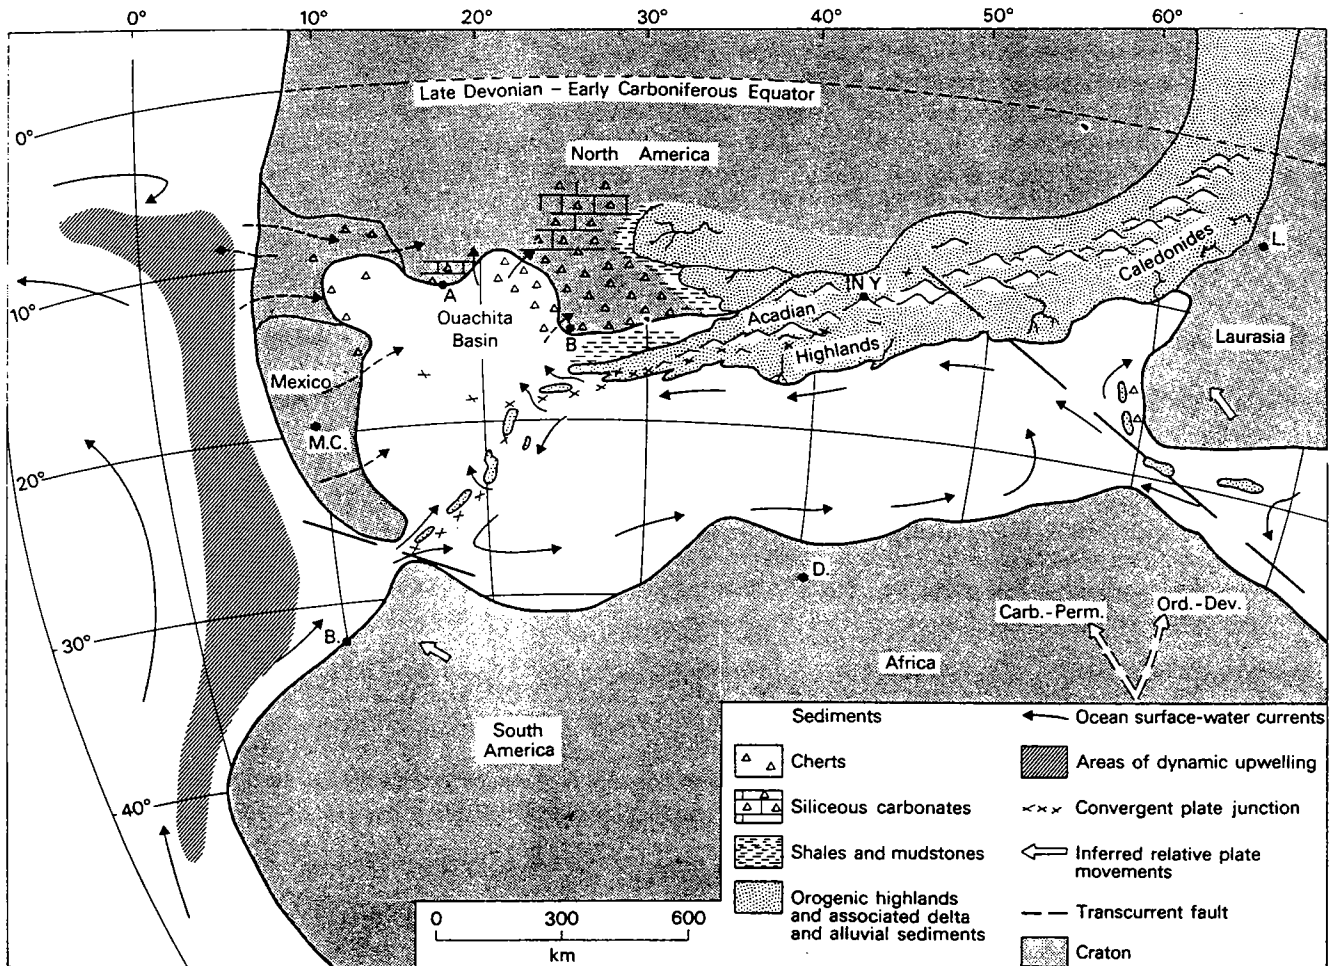 0°
10°
20°
30°
40°
50°
60°
Late Devonian – Early Carboniferous Equator
0°
North America
Caledonides
L.
IN Y
10°
A
Ouachita
Basin
Acadian
B
Highlands
Laurasia
Mexico
M.C.
20°
D.
Carb.-Perm.
Ord.-Dev.
B.
30°
Africa
South
America
40°
Sediments
Cherts
Siliceous carbonates
Shales and mudstones
Orogenic highlands
and associated delta
and alluvial sediments
Ocean surface-water currents
Areas of dynamic upwelling
Convergent plate junction
Inferred relative plate
movements
Transcurrent fault
Craton
0
300
600
km